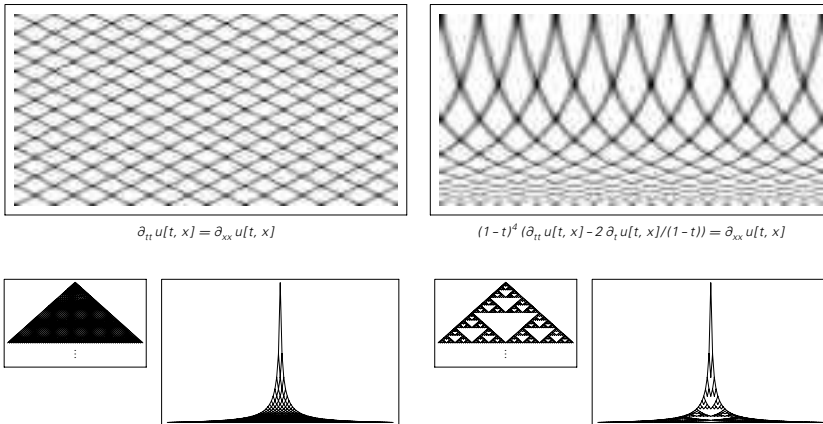 ∂tt u[t, x] = ∂xx u[t, x]
(1 - t)^4 (∂tt u[t, x] - 2 ∂t u[t, x]/(1 - t)) = ∂xx u[t, x]
⋮
⋮